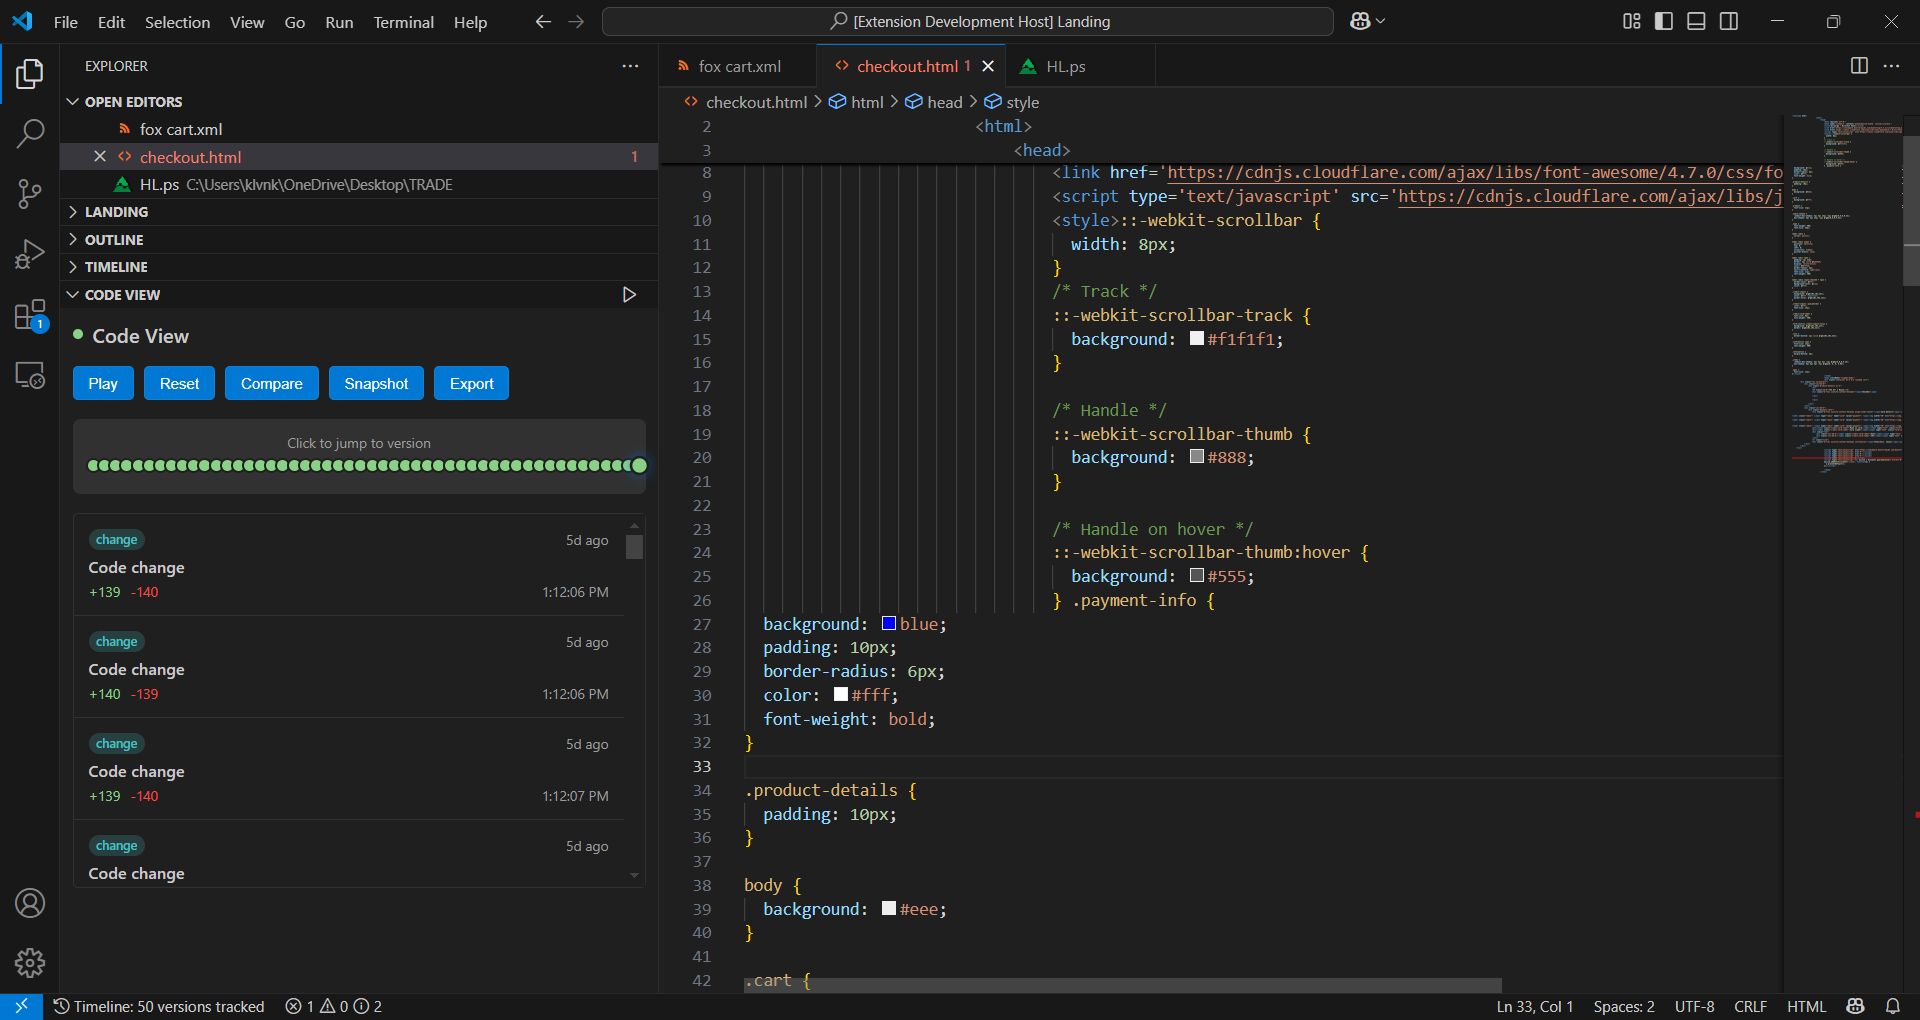 File Edit Selection View Go Run Terminal Help
[Extension Development Host] Landing
EXPLORER
OPEN EDITORS
fox cart.xml
checkout.html 1
HL.ps C:\Users\klvnk\OneDrive\Desktop\TRADE
LANDING
OUTLINE
TIMELINE
CODE VIEW
1
Code View
Play Reset Compare Snapshot Export
Click to jump to version
change 5d ago
Code change
+139 -140 1:12:06 PM
change 5d ago
Code change
+140 -139 1:12:06 PM
change 5d ago
Code change
+139 -140 1:12:07 PM
change 5d ago
Code change
fox cart.xml checkout.html 1 HL.ps
checkout.html > html > head > style
2 <html>
3 <head>
8 <link href='https://cdnjs.cloudflare.com/ajax/libs/font-awesome/4.7.0/css/fo
9 <script type='text/javascript' src='https://cdnjs.cloudflare.com/ajax/libs/j
10 <style>::-webkit-scrollbar {
11 width: 8px;
12 }
13 /* Track */
14 ::-webkit-scrollbar-track {
15 background: #f1f1f1;
16 }
17
18 /* Handle */
19 ::-webkit-scrollbar-thumb {
20 background: #888;
21 }
22
23 /* Handle on hover */
24 ::-webkit-scrollbar-thumb:hover {
25 background: #555;
26 } .payment-info {
27 background: blue;
28 padding: 10px;
29 border-radius: 6px;
30 color: #fff;
31 font-weight: bold;
32 }
33
34 .product-details {
35 padding: 10px;
36 }
37
38 body {
39 background: #eee;
40 }
41
42 .cart {
Timeline: 50 versions tracked 1 0 2
Ln 33, Col 1 Spaces: 2 UTF-8 CRLF HTML